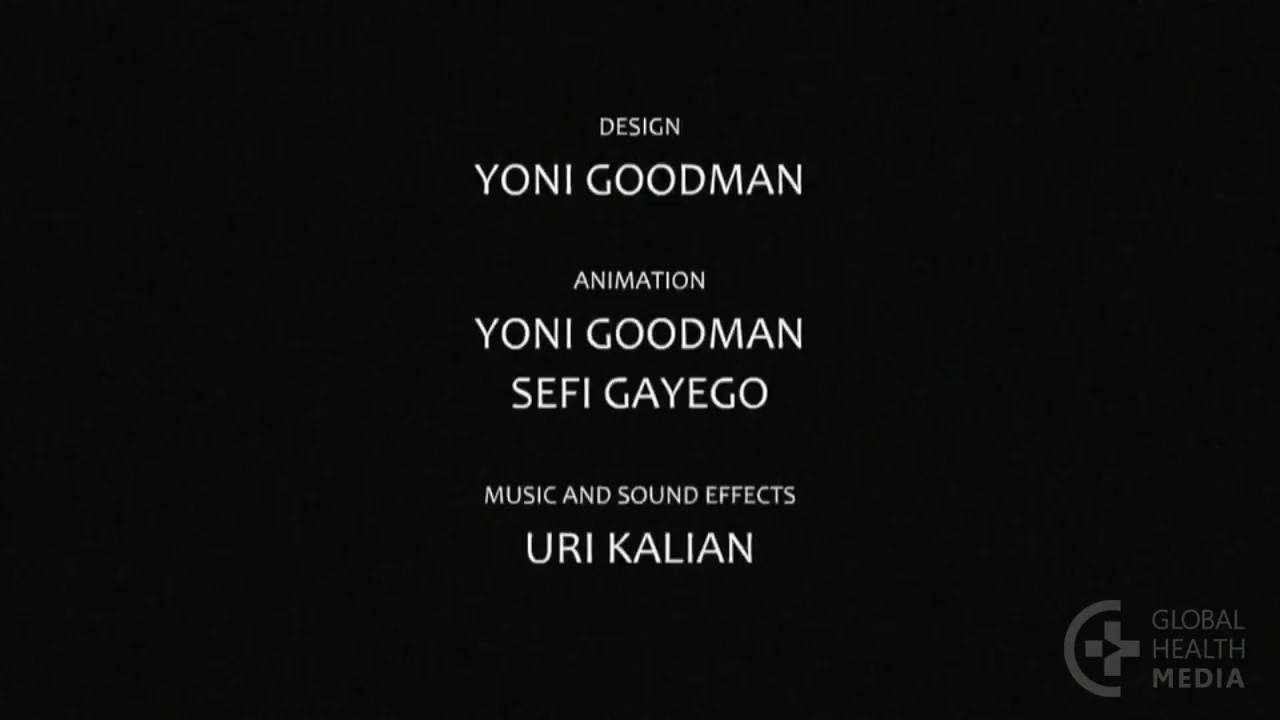 DESIGN
YONI GOODMAN
ANIMATION
YONI GOODMAN
SEFI GAYEGO
MUSIC AND SOUND EFFECTS
URI KALIAN
GLOBAL
HEALTH
MEDIA